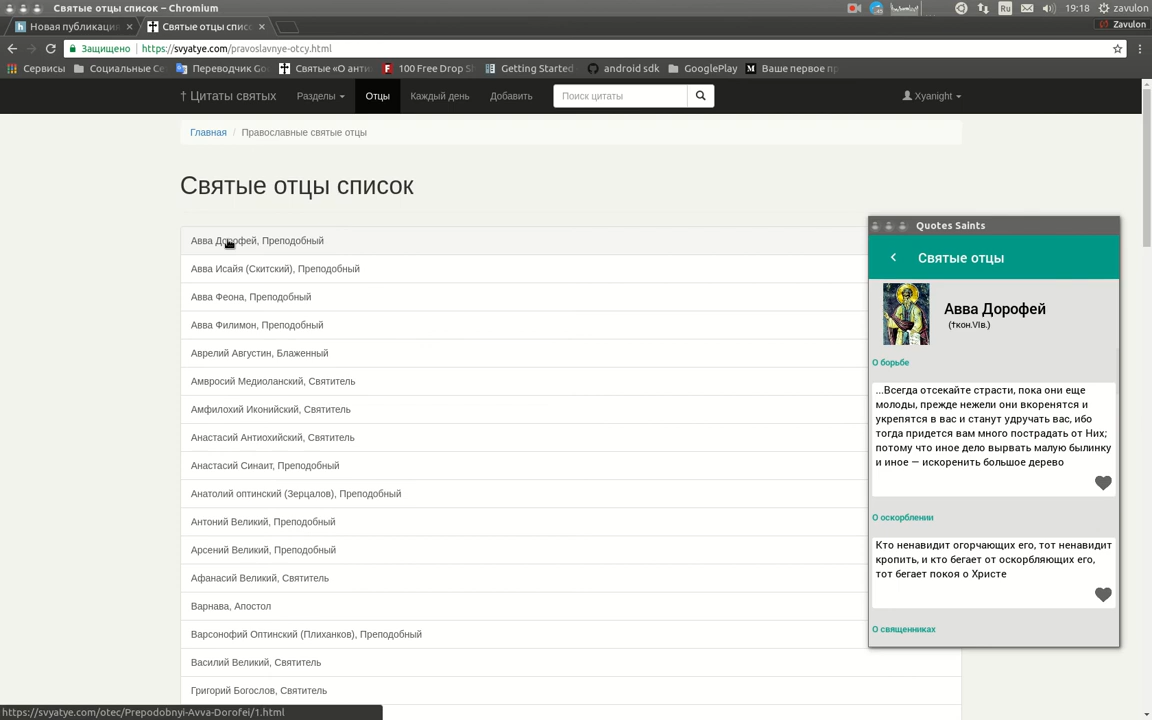 Святые отцы список – Chromium
Ru
19:18
zavulon
Новая публикаци
Святые отцы списо
Zavulon
Защищено
https://svyatye.com/pravoslavnye-otcy.html
Сервисы
Социальные Се
Переводчик Goo
Святые «О анти
100 Free Drop S
Getting Started
android sdk
GooglePlay
Ваше первое пр
† Цитаты святых
Разделы
Отцы
Каждый день
Добавить
Поиск цитаты
Xyanight
Главная / Православные святые отцы
Святые отцы список
Авва Дорофей, Преподобный
Авва Исайя (Скитский), Преподобный
Авва Феона, Преподобный
Авва Филимон, Преподобный
Аврелий Августин, Блаженный
Амвросий Медиоланский, Святитель
Амфилохий Иконийский, Святитель
Анастасий Антиохийский, Святитель
Анастасий Синаит, Преподобный
Анатолий оптинский (Зерцалов), Преподобный
Антоний Великий, Преподобный
Арсений Великий, Преподобный
Афанасий Великий, Святитель
Варнава, Апостол
Варсонофий Оптинский (Плиханков), Преподобный
Василий Великий, Святитель
Григорий Богослов, Святитель
Quotes Saints
Святые отцы
Авва Дорофей
(†кон.VIв.)
О борьбе
...Всегда отсекайте страсти, пока они еще
молоды, прежде нежели они вкоренятся и
укрепятся в вас и станут удручать вас, ибо
тогда придется вам много пострадать от Них;
потому что иное дело вырвать малую былинку
и иное — искоренить большое дерево
О оскорблении
Кто ненавидит огорчающих его, тот ненавидит
кропить, и кто бегает от оскорбляющих его,
тот бегает покоя о Христе
О священниках
https://svyatye.com/otec/Prepodobnyi-Avva-Dorofei/1.html